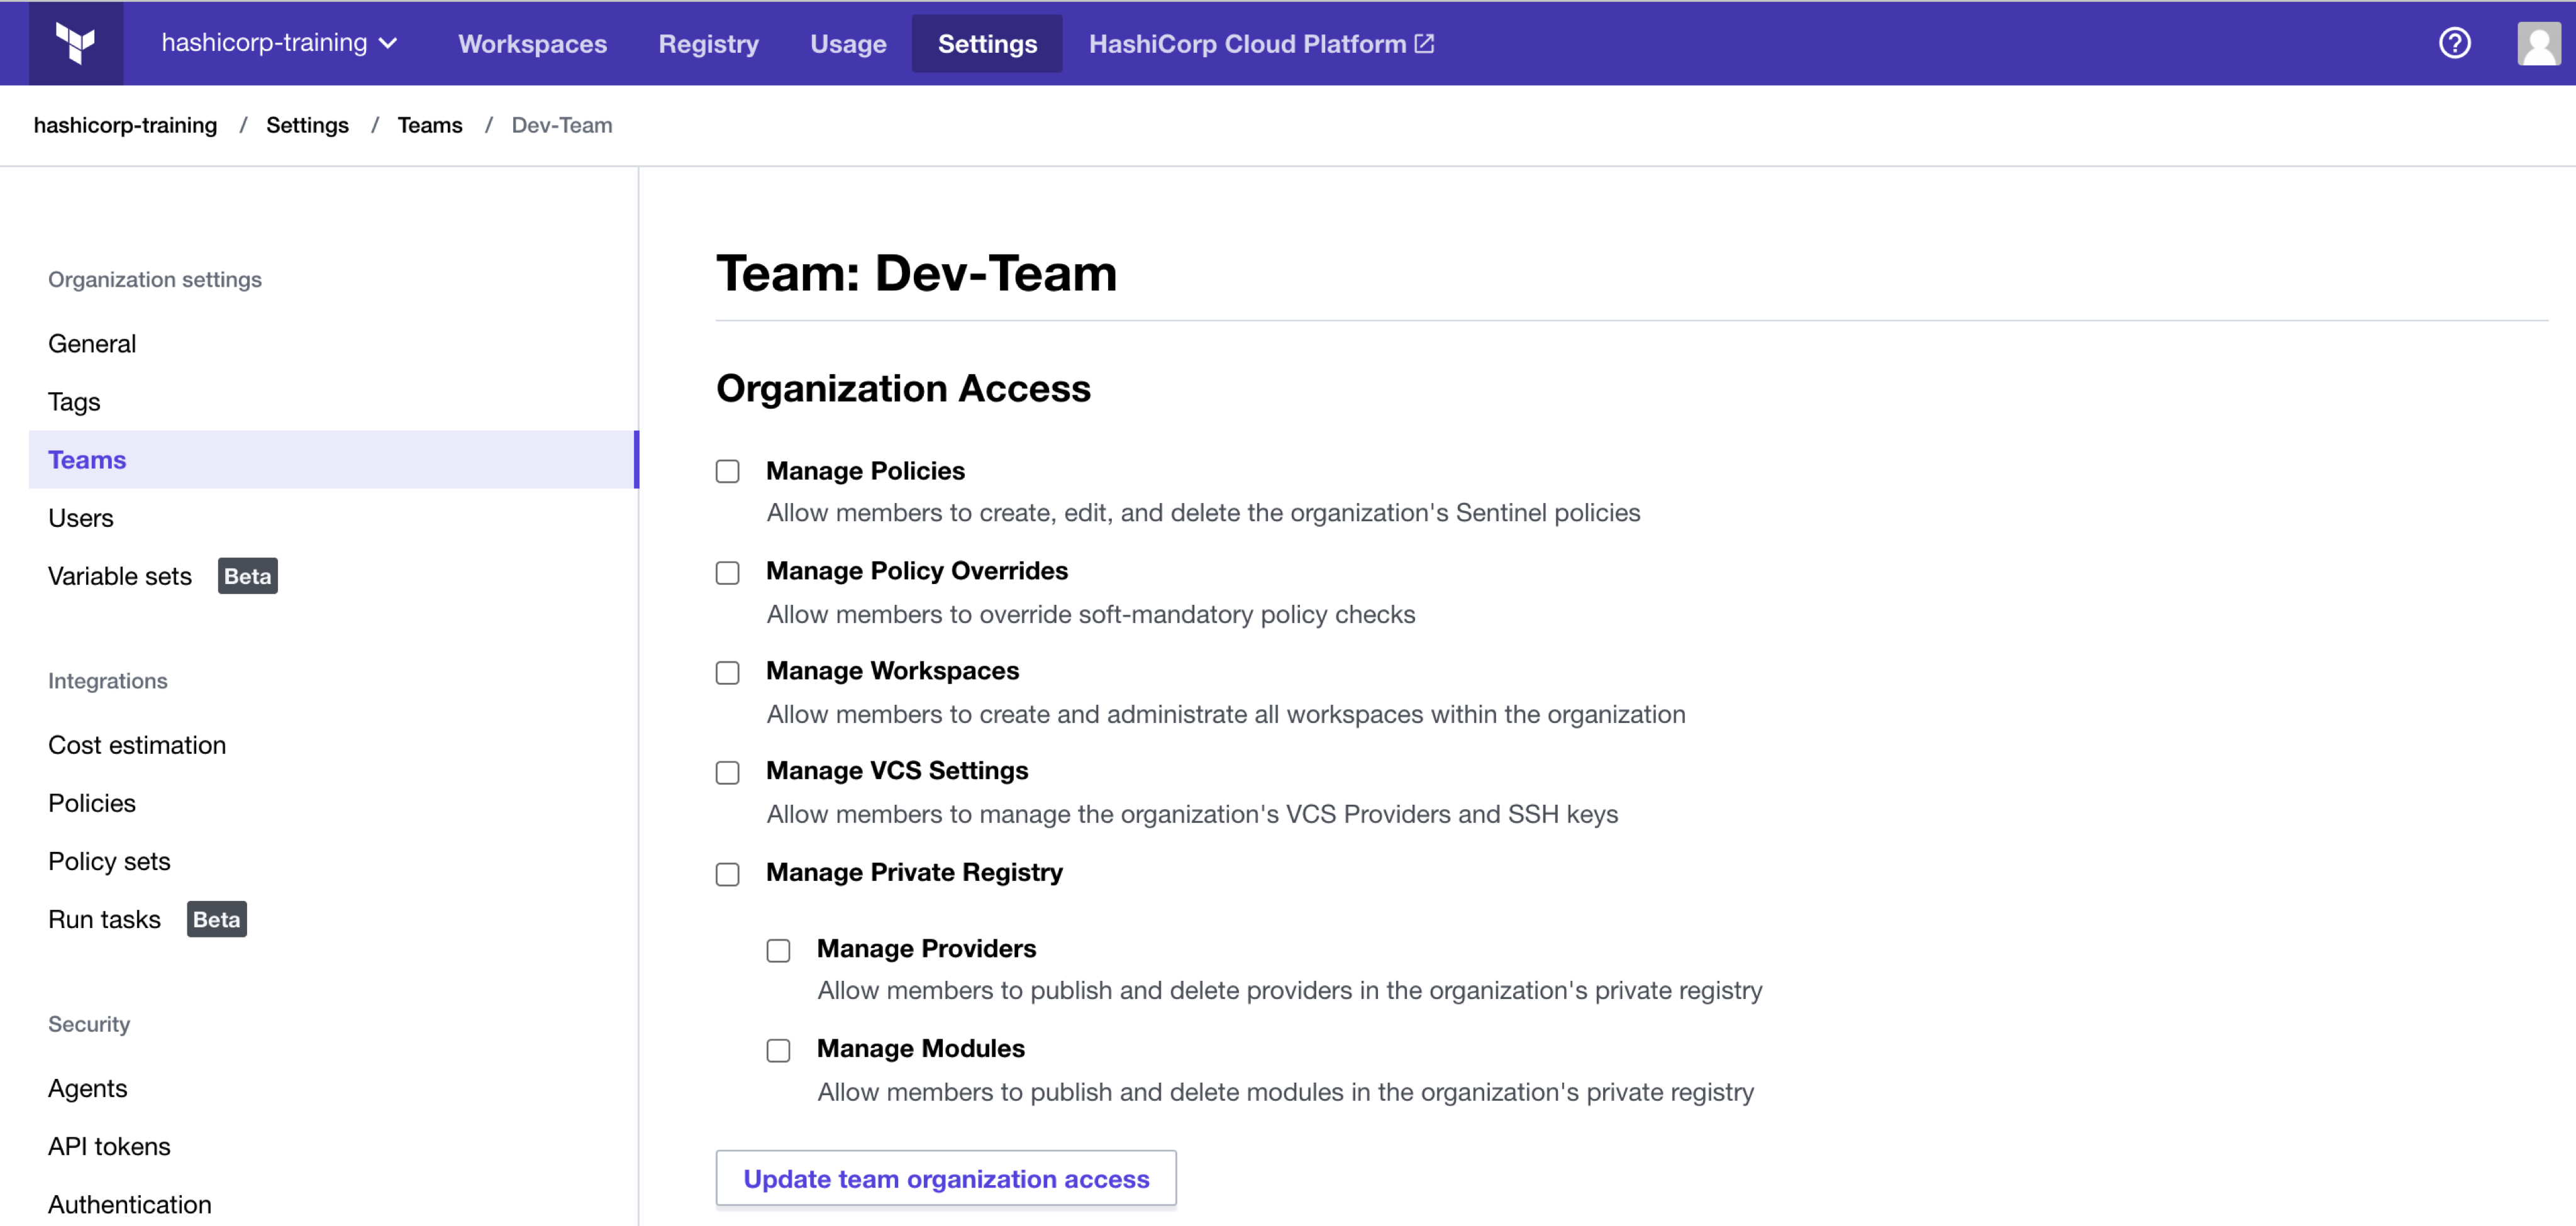 hashicorp-training Workspaces Registry Usage Settings HashiCorp Cloud Platform
hashicorp-training / Settings / Teams / Dev-Team
Organization settings
General
Tags
Teams
Users
Variable sets Beta
Integrations
Cost estimation
Policies
Policy sets
Run tasks Beta
Security
Agents
API tokens
Authentication
Team: Dev-Team
Organization Access
Manage Policies
Allow members to create, edit, and delete the organization's Sentinel policies
Manage Policy Overrides
Allow members to override soft-mandatory policy checks
Manage Workspaces
Allow members to create and administrate all workspaces within the organization
Manage VCS Settings
Allow members to manage the organization's VCS Providers and SSH keys
Manage Private Registry
Manage Providers
Allow members to publish and delete providers in the organization's private registry
Manage Modules
Allow members to publish and delete modules in the organization's private registry
Update team organization access